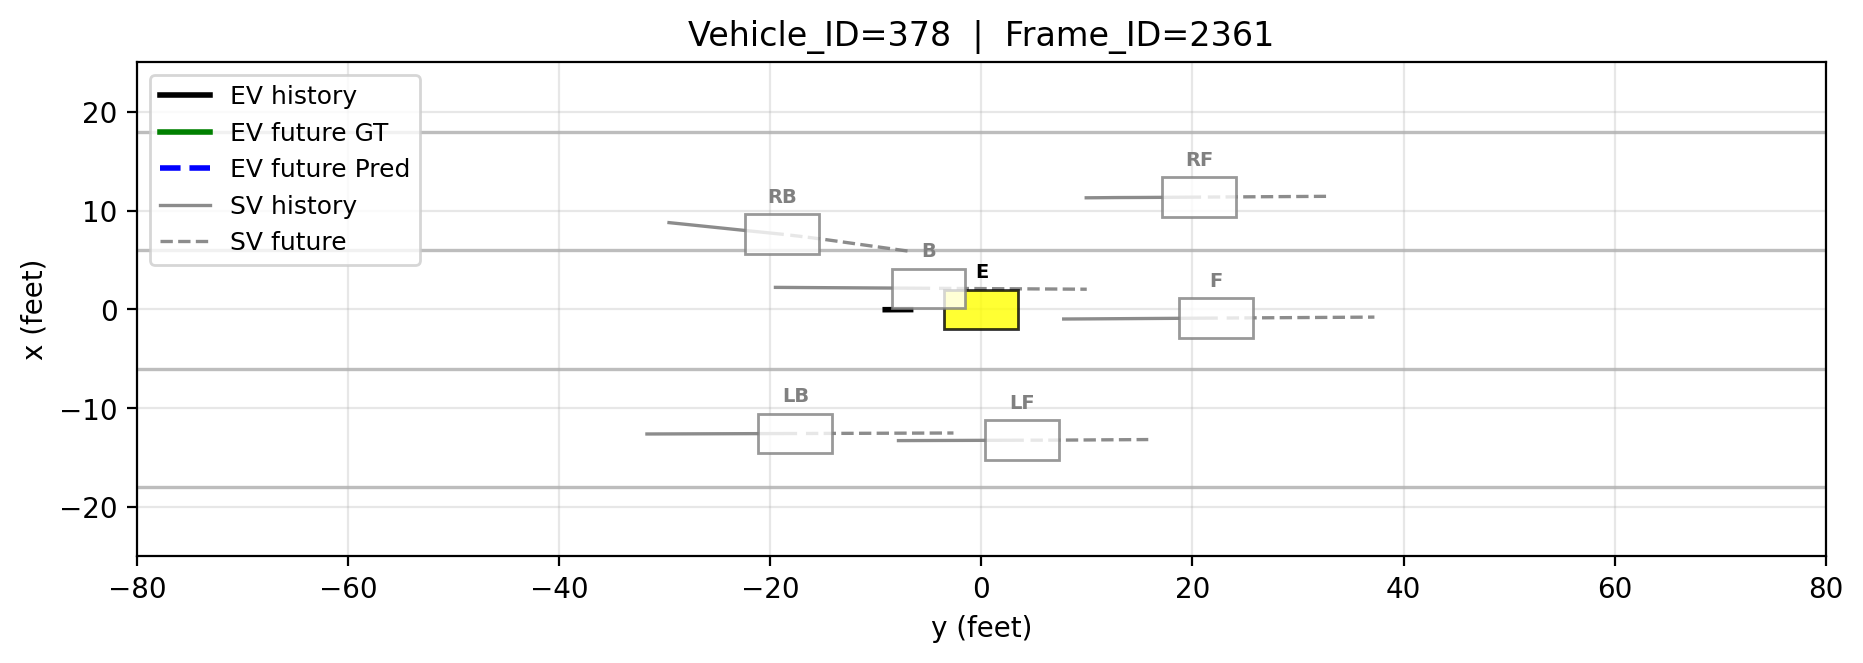 Vehicle_ID=378 | Frame_ID=2361
EV history
EV future GT
EV future Pred
SV history
SV future
RB
B
E
RF
F
LB
LF
20
10
0
−10
−20
x (feet)
−80
−60
−40
−20
0
20
40
60
80
y (feet)